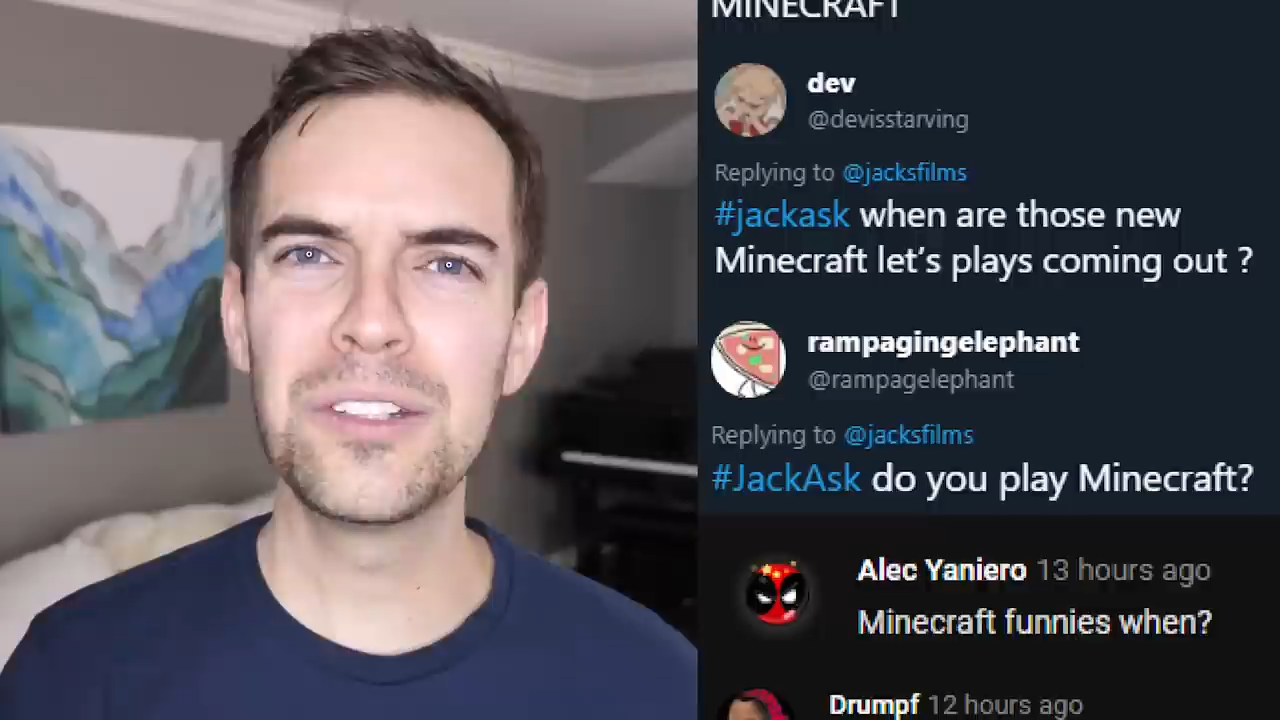 MINECRAFT
dev
@devisstarving
Replying to @jacksfilms
#jackask when are those new
Minecraft let's plays coming out ?
rampagingelephant
@rampagelephant
Replying to @jacksfilms
#JackAsk do you play Minecraft?
Alec Yaniero 13 hours ago
Minecraft funnies when?
Drumpf 12 hours ago